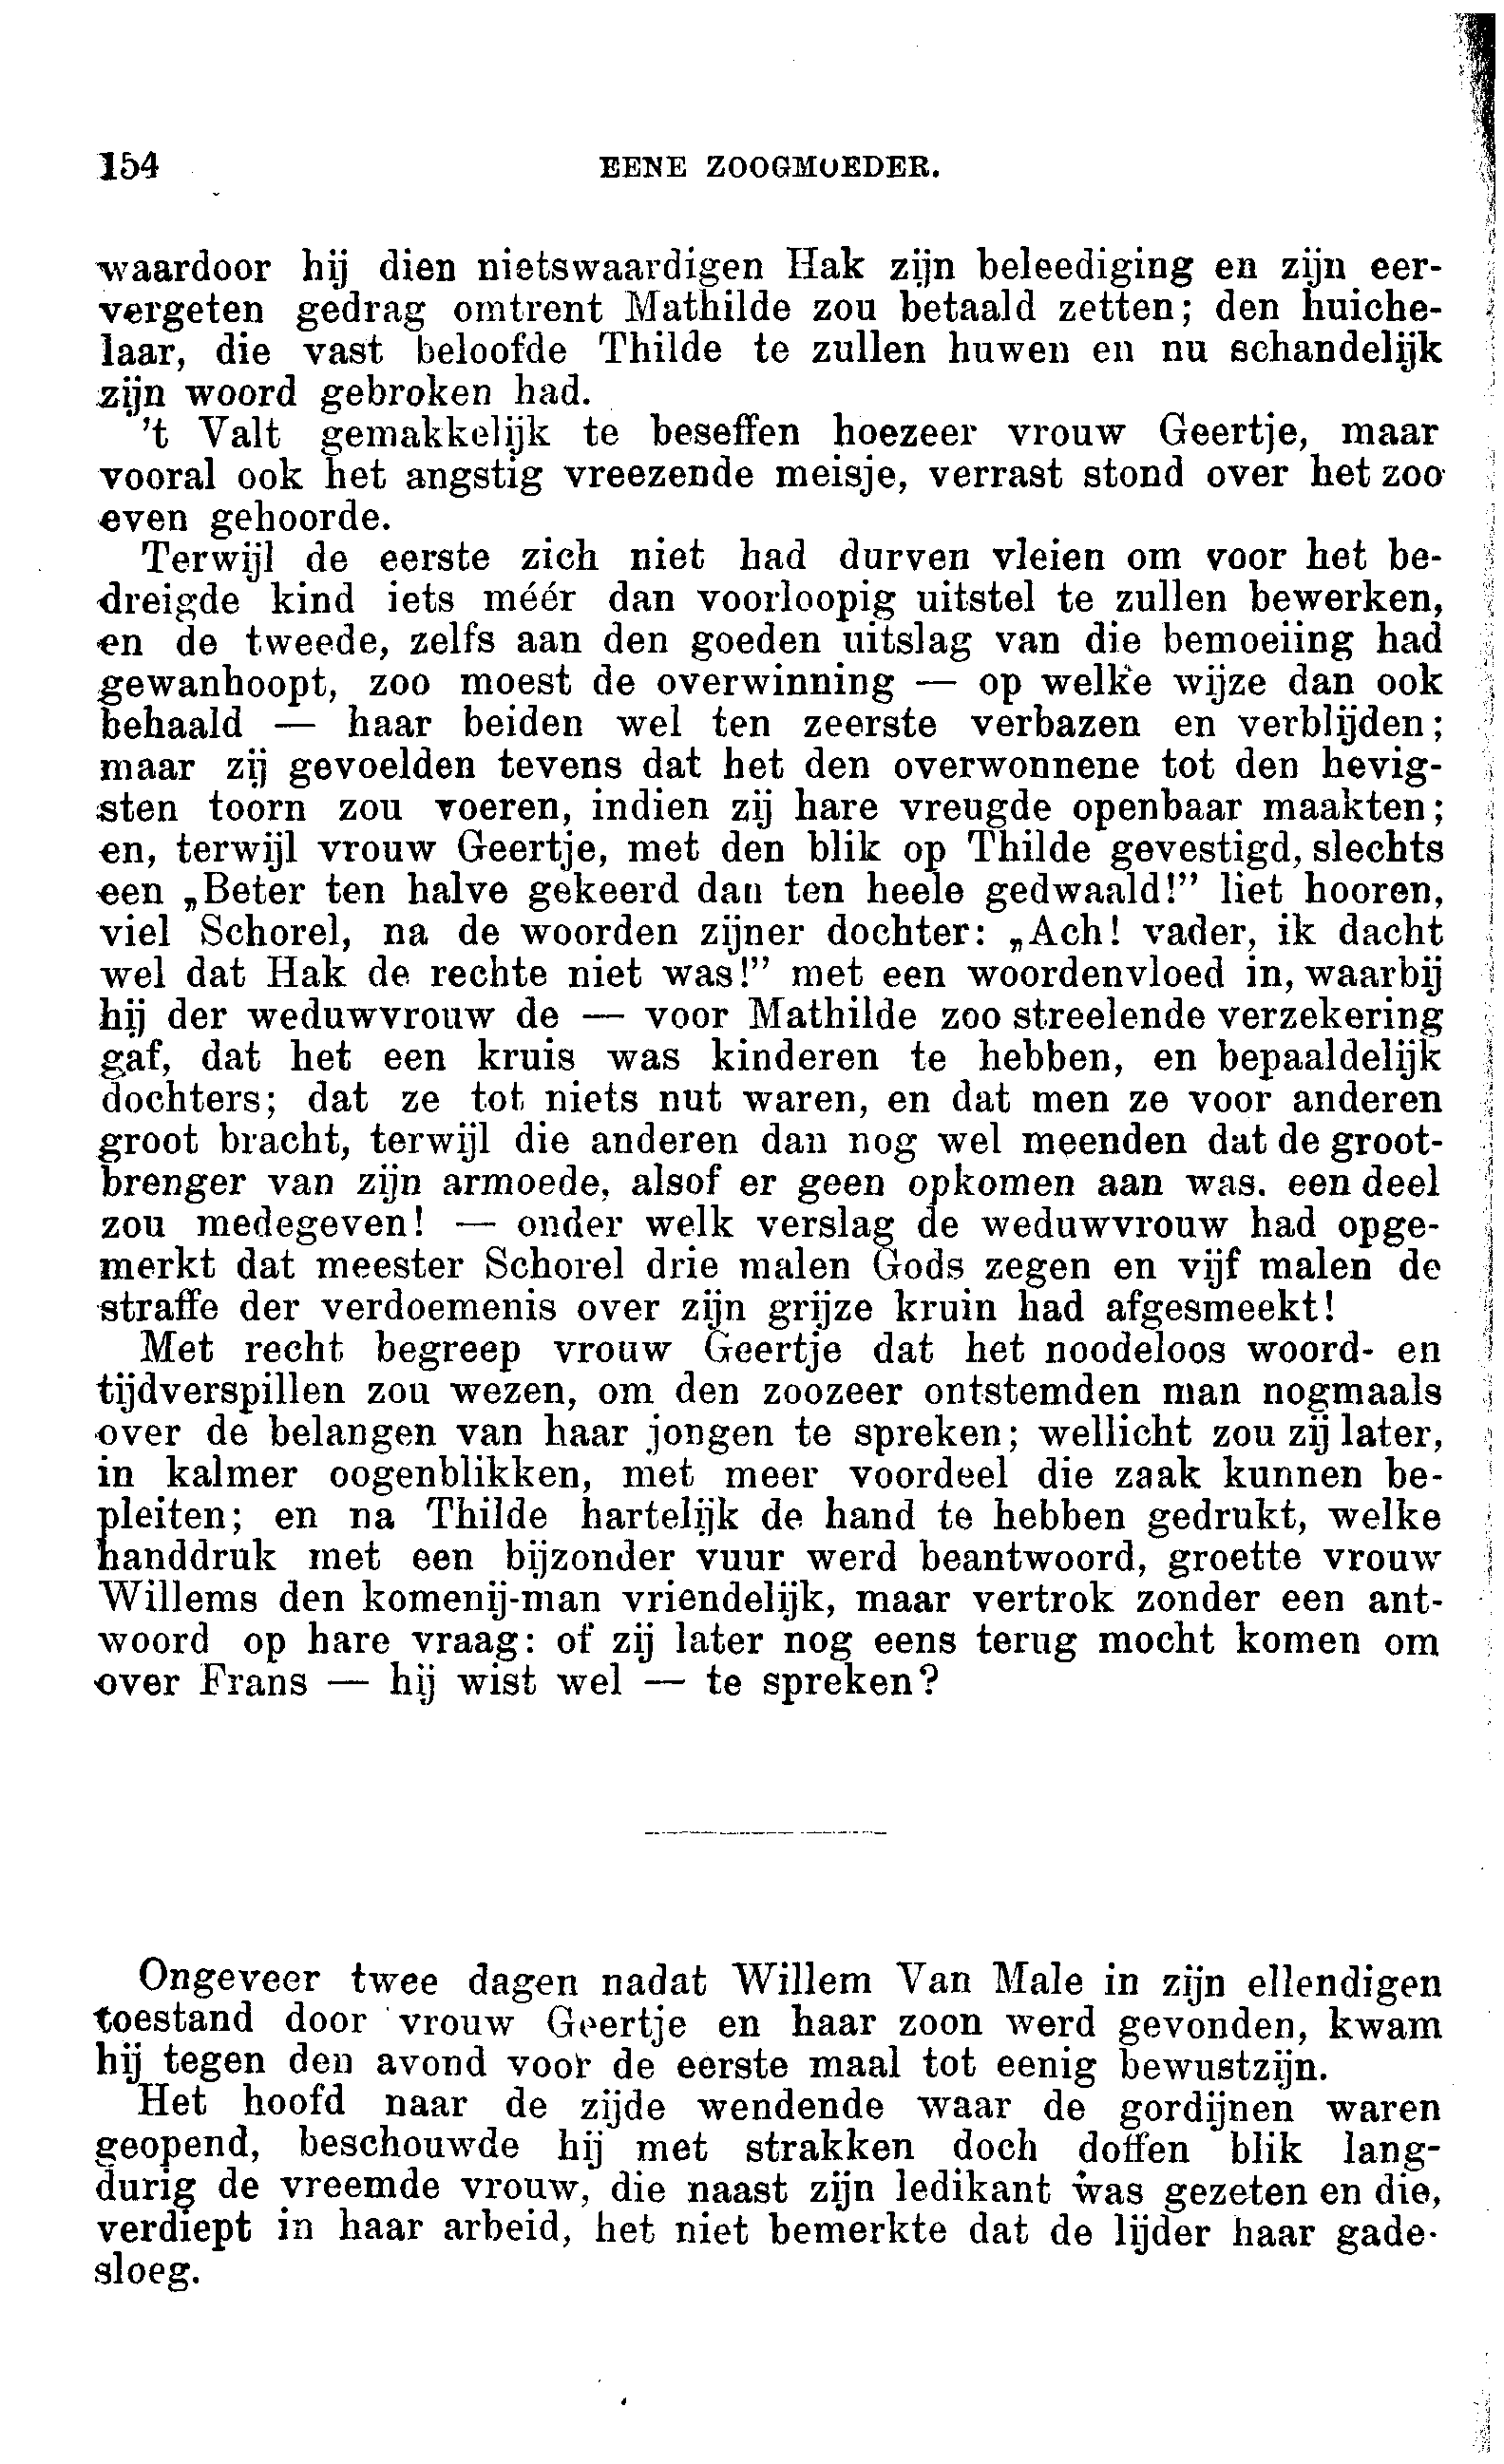 154 EENE ZOOGMOEDER.
waardoor hij dien nietswaardigen Hak zijn beleediging en zijn eer-
vergeten gedrag omtrent Mathilde zou betaald zetten; den huiche-
laar, die vast beloofde Thilde te zullen huwen en nu schandelijk
zijn woord gebroken had.
't Valt gemakkelijk te beseffen hoezeer vrouw Geertje, maar
vooral ook het angstig vreezende meisje, verrast stond over het zoo
even gehoorde.
Terwijl de eerste zich niet had durven vleien om voor het be-
dreigde kind iets méér dan voorloopig uitstel te zullen bewerken,
en de tweede, zelfs aan den goeden uitslag van die bemoeiing had
gewanhoopt, zoo moest de overwinning — op welke wijze dan ook
behaald — haar beiden wel ten zeerste verbazen en verblijden;
maar zij gevoelden tevens dat het den overwonnene tot den hevig-
sten toorn zou voeren, indien zij hare vreugde openbaar maakten;
en, terwijl vrouw Geertje, met den blik op Thilde gevestigd, slechts
een „Beter ten halve gekeerd dan ten heele gedwaald!” liet hooren,
viel Schorel, na de woorden zijner dochter: „Ach! vader, ik dacht
wel dat Hak de rechte niet was!” met een woordenvloed in, waarbij
hij der weduwvrouw de — voor Mathilde zoo streelende verzekering
gaf, dat het een kruis was kinderen te hebben, en bepaaldelijk
dochters; dat ze tot niets nut waren, en dat men ze voor anderen
groot bracht, terwijl die anderen dan nog wel meenden dat de groot-
brenger van zijn armoede, alsof er geen opkomen aan was. een deel
zou medegeven! — onder welk verslag de weduwvrouw had opge-
merkt dat meester Schorel drie malen Gods zegen en vijf malen de
straffe der verdoemenis over zijn grijze kruin had afgesmeekt!
Met recht begreep vrouw Geertje dat het noodeloos woord- en
tijdverspillen zou wezen, om den zoozeer ontstemden man nogmaals
over de belangen van haar jongen te spreken; wellicht zou zij later,
in kalmer oogenblikken, met meer voordeel die zaak kunnen be-
pleiten; en na Thilde hartelijk de hand te hebben gedrukt, welke
handdruk met een bijzonder vuur werd beantwoord, groette vrouw
Willems den komenij-man vriendelijk, maar vertrok zonder een ant-
woord op hare vraag: of zij later nog eens terug mocht komen om
over Frans — hij wist wel — te spreken?
Ongeveer twee dagen nadat Willem Van Male in zijn ellendigen
toestand door vrouw Geertje en haar zoon werd gevonden, kwam
hij tegen den avond voor de eerste maal tot eenig bewustzijn.
Het hoofd naar de zijde wendende waar de gordijnen waren
geopend, beschouwde hij met strakken doch doffen blik lang-
durig de vreemde vrouw, die naast zijn ledikant was gezeten en die,
verdiept in haar arbeid, het niet bemerkte dat de lijder haar gade-
sloeg.